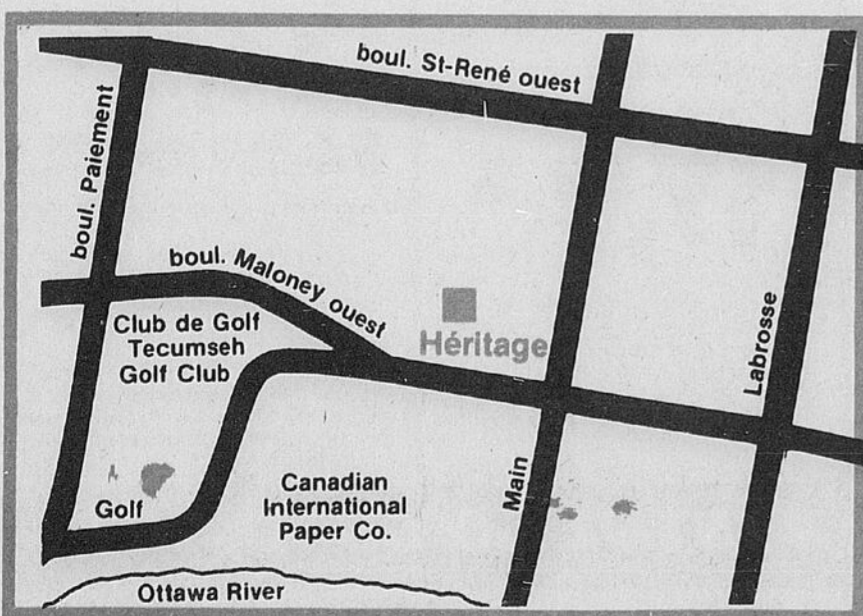 boul. St-René ouest
boul. Paiement
boul. Maloney ouest
Club de Golf
Tecumseh
Golf Club
Héritage
Labrosse
Main
Golf
Canadian
International
Paper Co.
Ottawa River